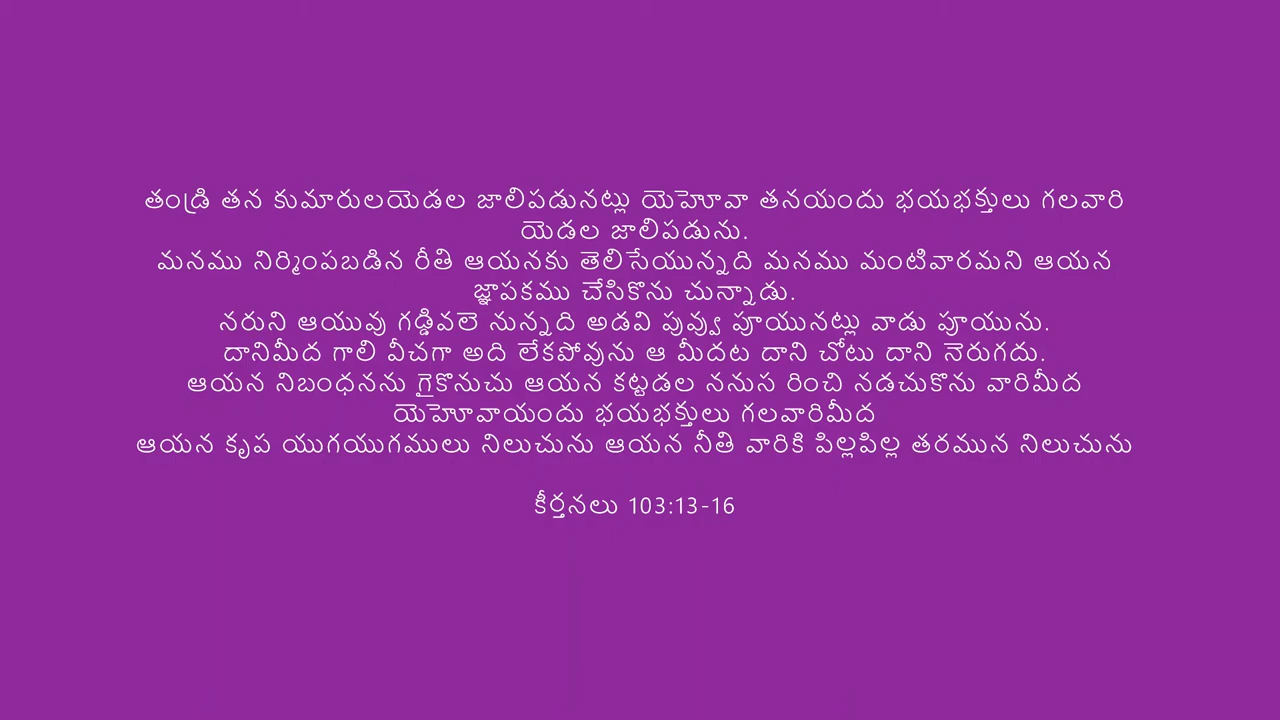 తండ్రి తన కుమారులయెడల జాలిపడునట్లు యెహోవా తనయందు భయభక్తులు గలవారి
యెడల జాలిపడును.
మనము నిర్మింపబడిన రీతి ఆయనకు తెలిసేయున్నది మనము మంటివారమని ఆయన
జ్ఞాపకము చేసికొను చున్నాడు.
నరుని ఆయువు గడ్డివలె నున్నది అడవి పువ్వు పూయునట్లు వాడు పూయును.
దానిమీద గాలి వీచగా అది లేకపోవును ఆ మీదట దాని చోటు దాని నెరుగదు.
ఆయన నిబంధనను గైకొనుచు ఆయన కట్టడల ననుస రించి నడచుకొను వారిమీద
యెహోవాయందు భయభక్తులు గలవారిమీద
ఆయన కృప యుగయుగములు నిలుచును ఆయన నీతి వారికి పిల్లపిల్ల తరమున నిలుచును
కీర్తనలు 103:13-16